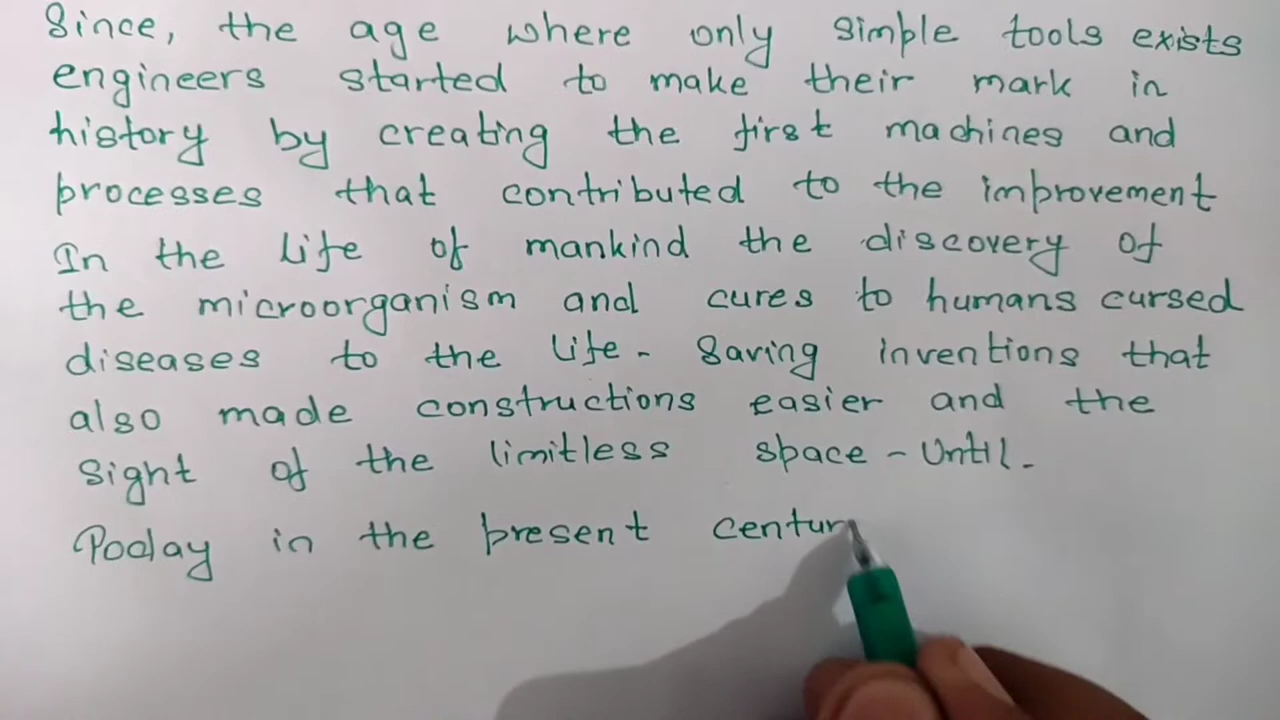 Since, the age where only simple tools exists
engineers started to make their mark in
history by creating the first machines and
processes that contributed to the improvement
In the life of mankind the discovery of
the microorganism and cures to humans cursed
diseases to the life - Saving inventions that
also made constructions easier and the
sight of the limitless space - Until.
Poday in the present centur